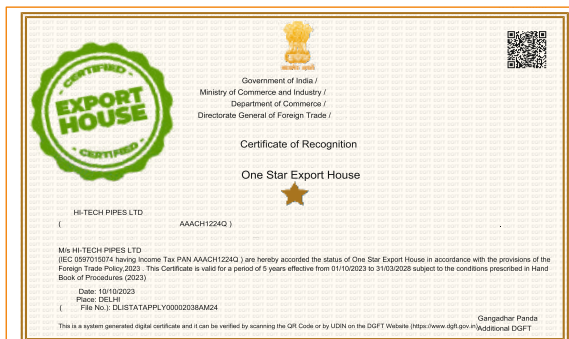 CERTIFIED
EXPORT
HOUSE
CERTIFIED
Government of India /
Ministry of Commerce and Industry /
Department of Commerce /
Directorate General of Foreign Trade /
Certificate of Recognition
One Star Export House
HI-TECH PIPES LTD
( AAACH1224Q )
M/s HI-TECH PIPES LTD
(IEC 0597015074 having Income Tax PAN AAACH1224Q ) are hereby accorded the status of One Star Export House in accordance with the provisions of the
Foreign Trade Policy,2023 . This Certificate is valid for a period of 5 years effective from 01/10/2023 to 31/03/2028 subject to the conditions prescribed in Hand
Book of Procedures (2023)
Date: 10/10/2023
Place: DELHI
( File No.): DLISTATAPPLY00002038AM24
Gangadhar Panda
This is a system generated digital certificate and it can be verified by scanning the QR Code or by UDIN on the DGFT Website (https://www.dgft.gov.in)
Additional DGFT